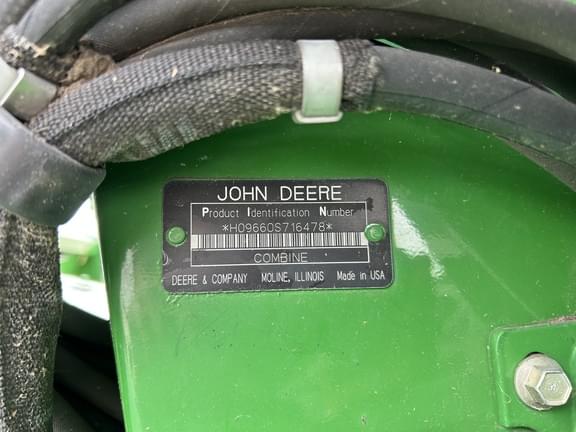 JOHN DEERE
Product Identification Number
*H09660S716478*
COMBINE
DEERE & COMPANY MOLINE, ILLINOIS Made in USA